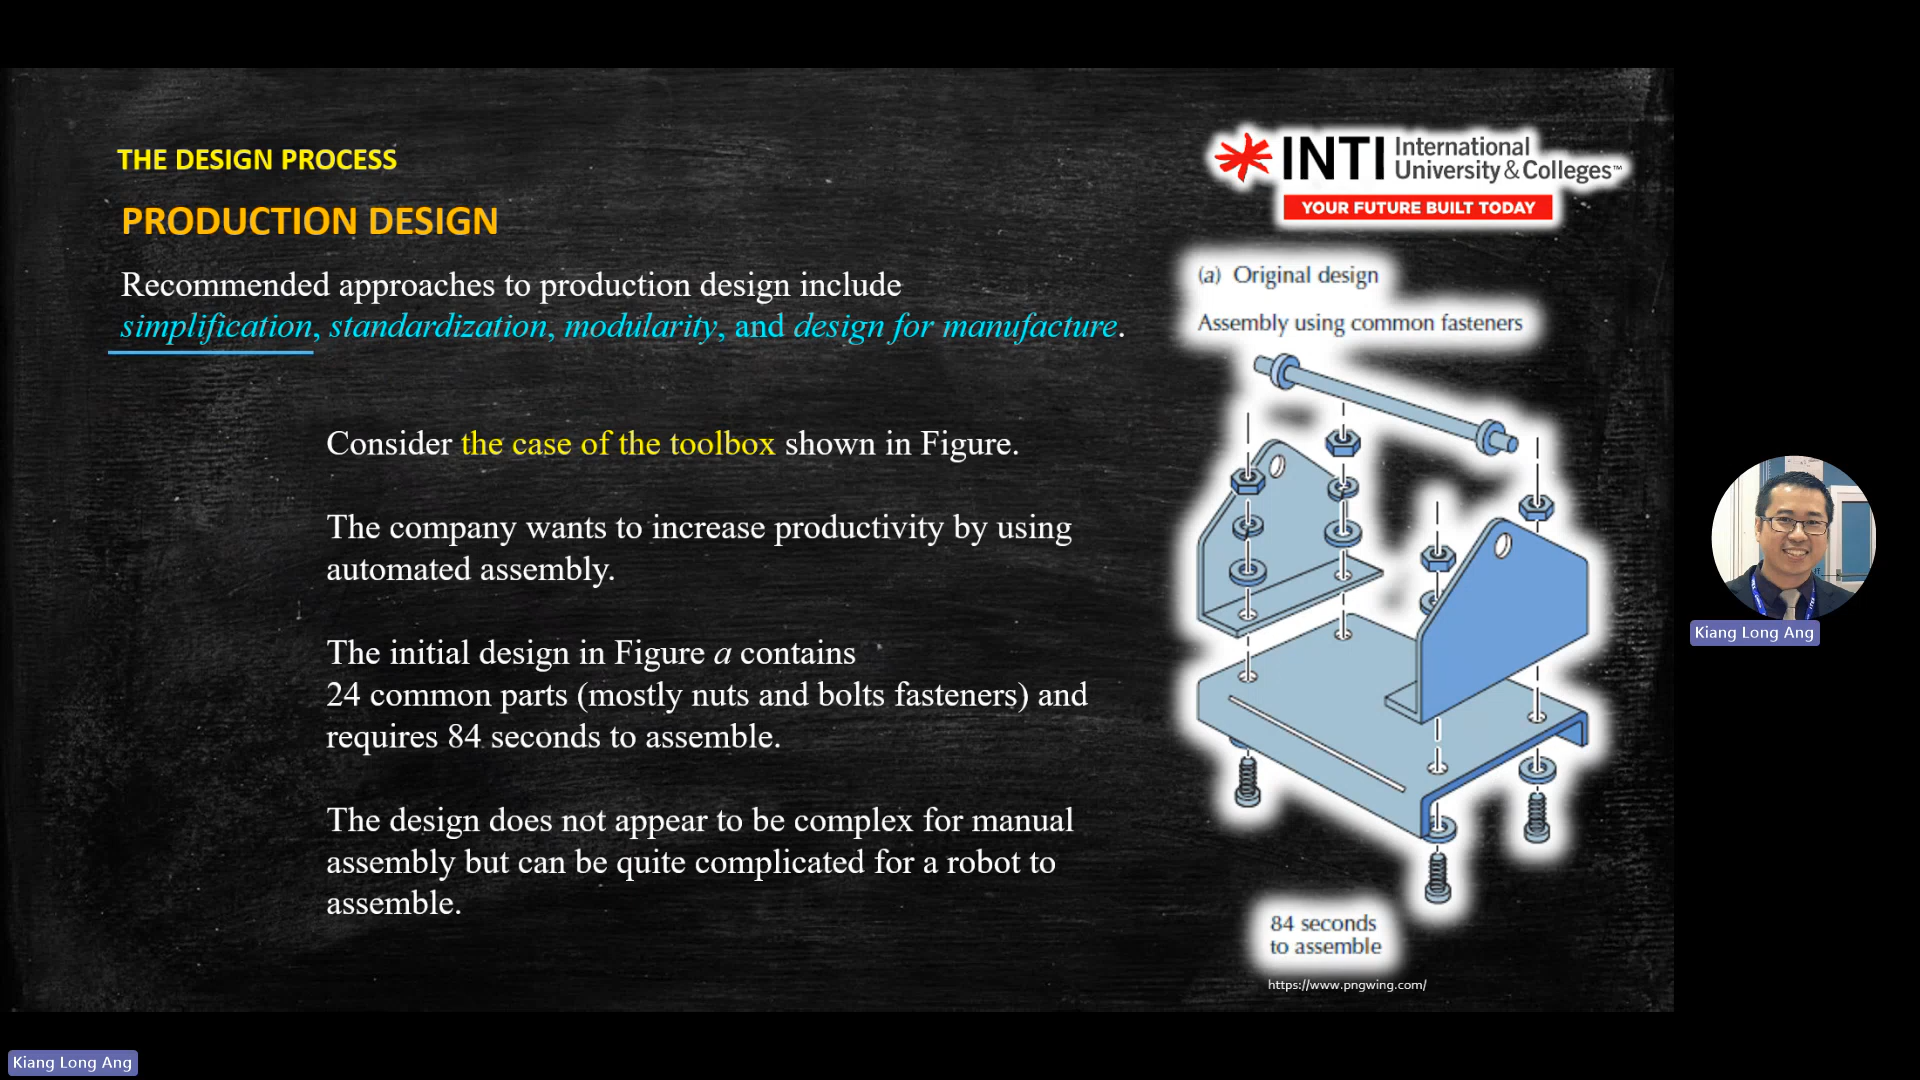 THE DESIGN PROCESS
PRODUCTION DESIGN
Recommended approaches to production design include
simplification, standardization, modularity, and design for manufacture.
Consider the case of the toolbox shown in Figure.
The company wants to increase productivity by using
automated assembly.
The initial design in Figure a contains
24 common parts (mostly nuts and bolts fasteners) and
requires 84 seconds to assemble.
The design does not appear to be complex for manual
assembly but can be quite complicated for a robot to
assemble.
INTI International
University & Colleges™
YOUR FUTURE BUILT TODAY
(a) Original design
Assembly using common fasteners
84 seconds
to assemble
https://www.pngwing.com/
Kiang Long Ang
Kiang Long Ang